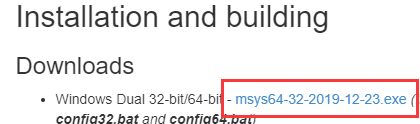 Installation and building
Downloads
• Windows Dual 32-bit/64-bit - msys64-32-2019-12-23.exe (
config32.bat and config64.bat)